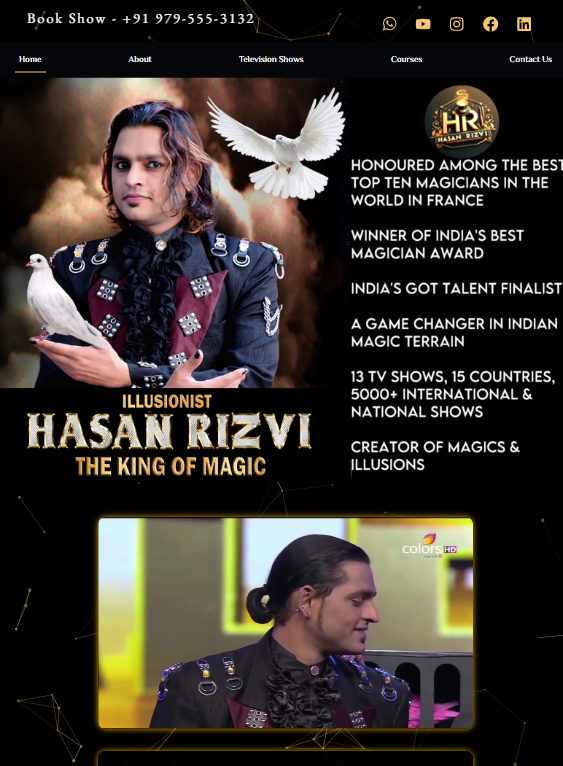 Book Show - +91 979-555-3132
Home About Television Shows Courses Contact Us
HR
HASAN RIZVI
HONOURED AMONG THE BEST
TOP TEN MAGICIANS IN THE
WORLD IN FRANCE
WINNER OF INDIA'S BEST
MAGICIAN AWARD
INDIA'S GOT TALENT FINALIST
A GAME CHANGER IN INDIAN
MAGIC TERRAIN
13 TV SHOWS, 15 COUNTRIES,
5000+ INTERNATIONAL &
NATIONAL SHOWS
CREATOR OF MAGICS &
ILLUSIONS
ILLUSIONIST
HASAN RIZVI
THE KING OF MAGIC
colors HD